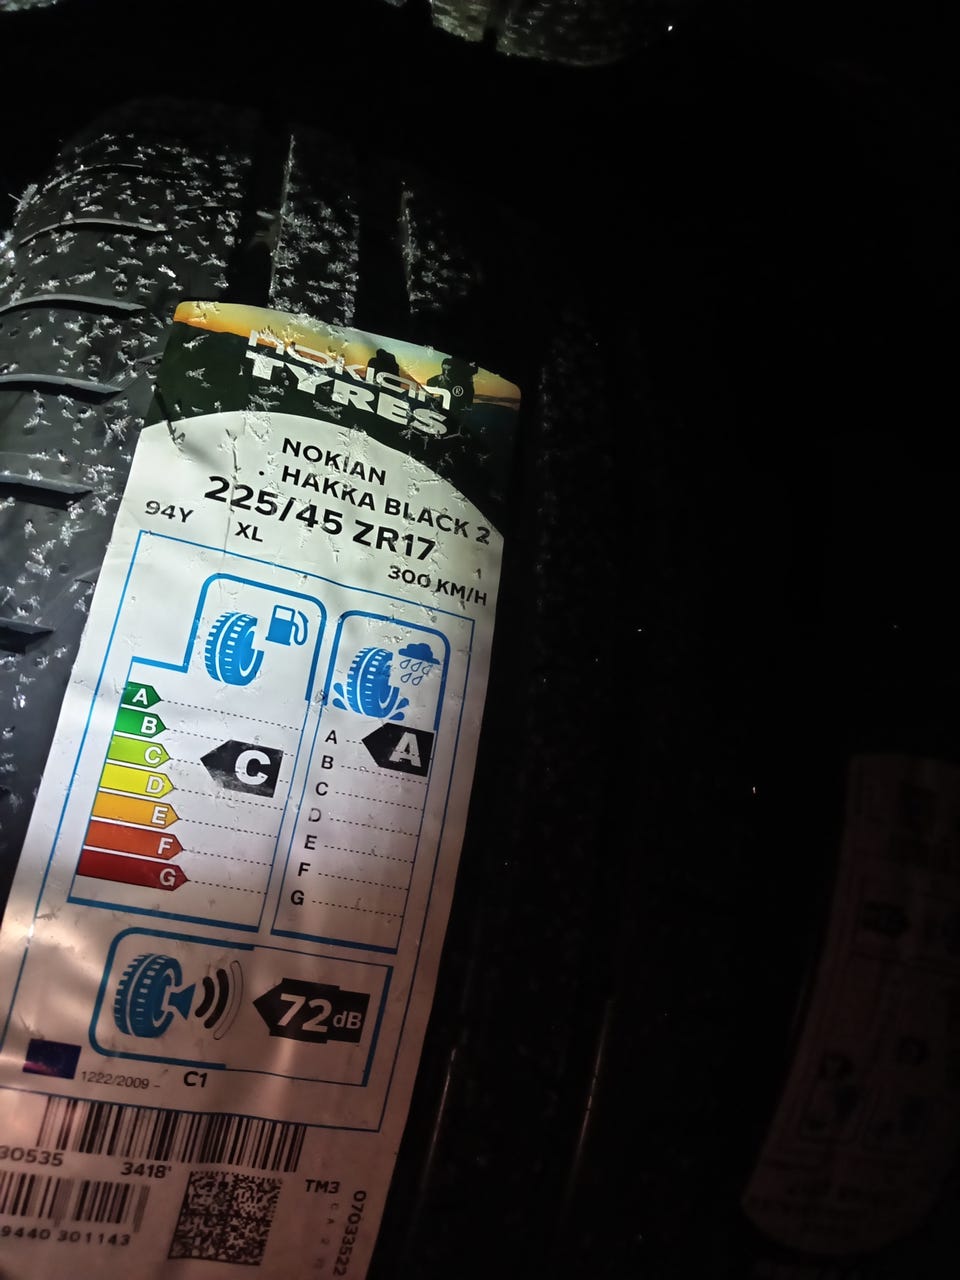 NOKIAN®
TYRES
NOKIAN
HAKKA BLACK 2
225/45 ZR17
94Y
XL
300 KM/H
A
B
C
D
E
F
G
C
A
B
C
D
E
F
G
A
72dB
1222/2009 - C1
30535
3418
TM3
07033522
9440 301143